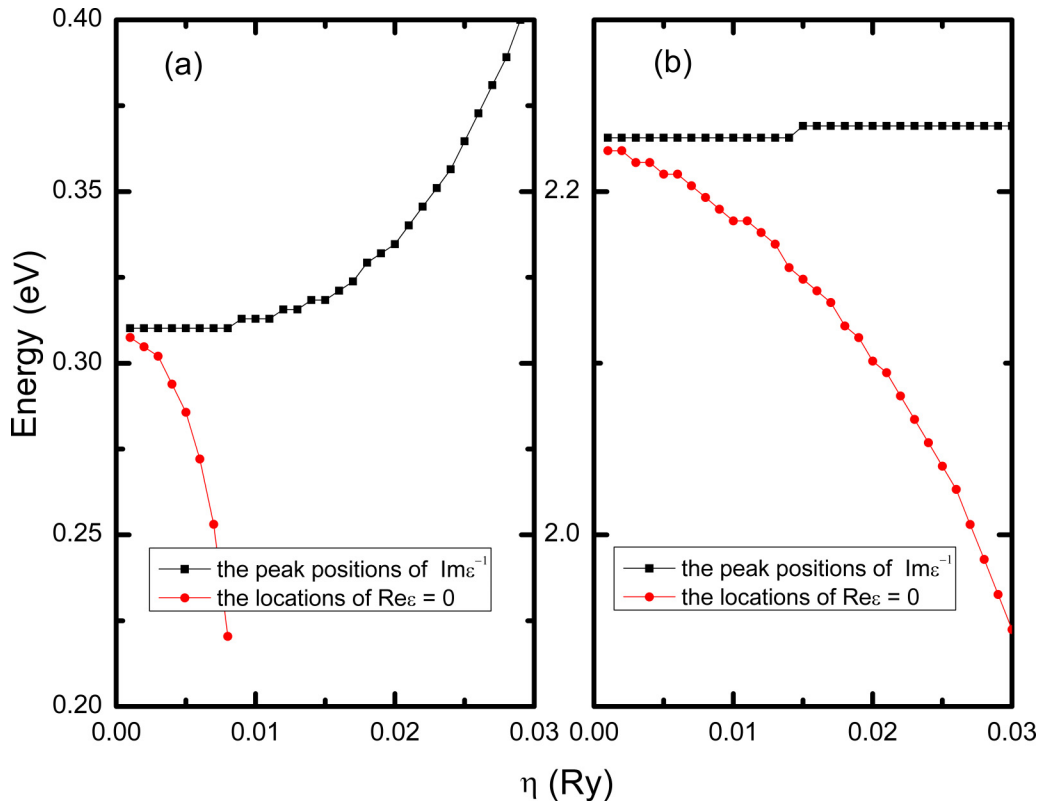 0.40
0.35
0.30
0.25
0.20
Energy (eV)
(a)
the peak positions of Imε⁻¹
the locations of Reε = 0
0.00
0.01
0.02
0.03
2.2
2.0
(b)
the peak positions of Imε⁻¹
the locations of Reε = 0
0.00
0.01
0.02
0.03
η (Ry)